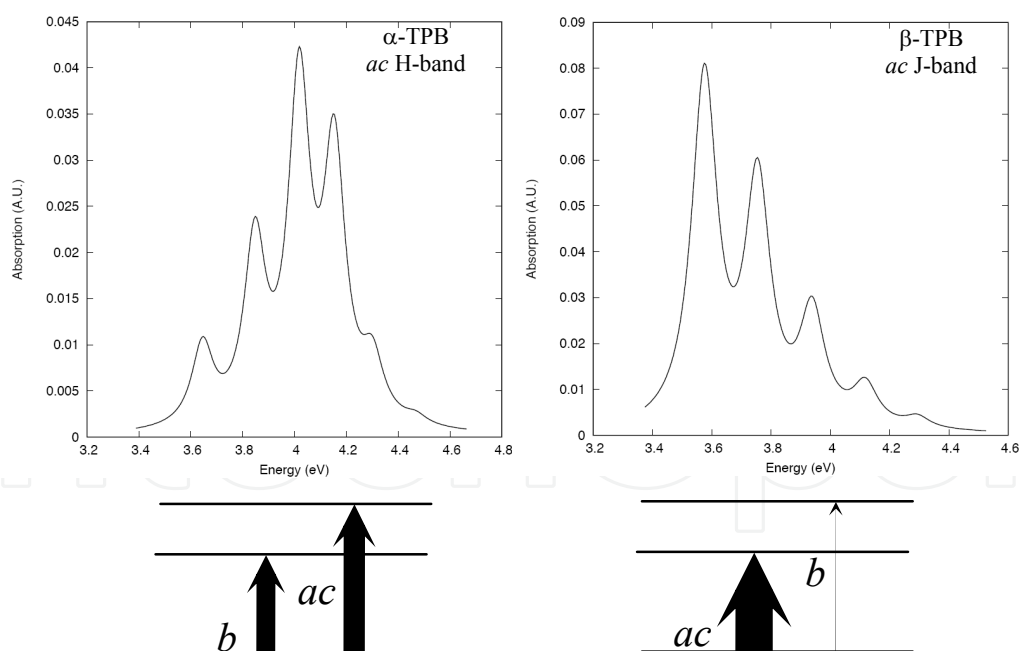 α-TPB
ac H-band
0.045
0.04
0.035
0.03
0.025
0.02
0.015
0.01
0.005
0
Absorption (A.U.)
3.2 3.4 3.6 3.8 4 4.2 4.4 4.6 4.8
Energy (eV)
β-TPB
ac J-band
0.09
0.08
0.07
0.06
0.05
0.04
0.03
0.02
0.01
0
Absorption (A.U.)
3.2 3.4 3.6 3.8 4 4.2 4.4 4.6
Energy (eV)
b
ac
ac
b